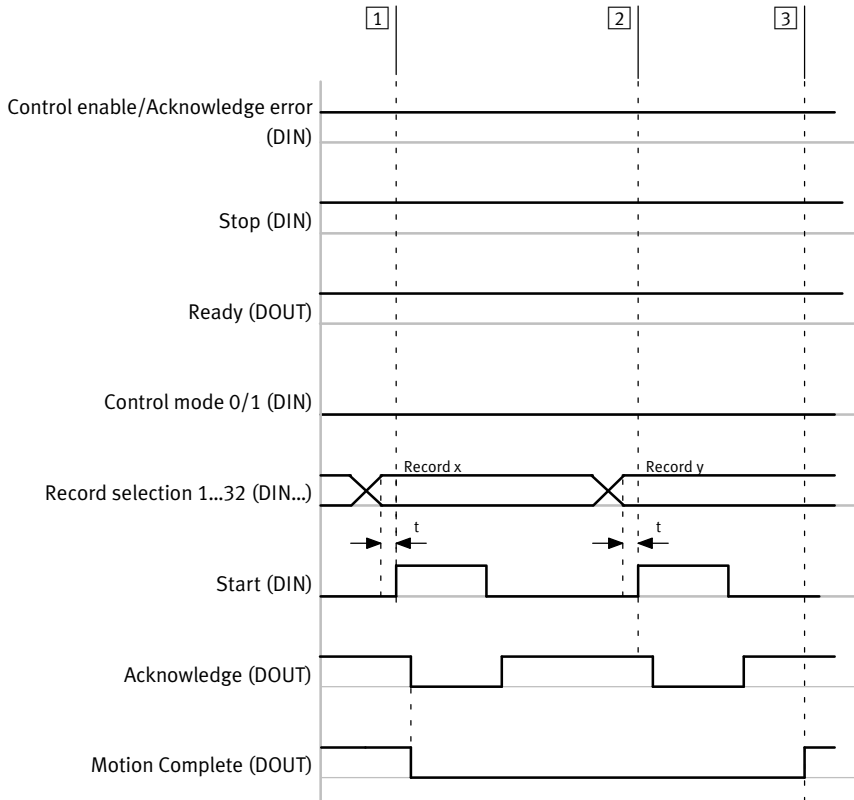 1
2
3
Control enable/Acknowledge error
(DIN)
Stop (DIN)
Ready (DOUT)
Control mode 0/1 (DIN)
Record x
Record y
Record selection 1...32 (DIN...)
t
t
Start (DIN)
Acknowledge (DOUT)
Motion Complete (DOUT)